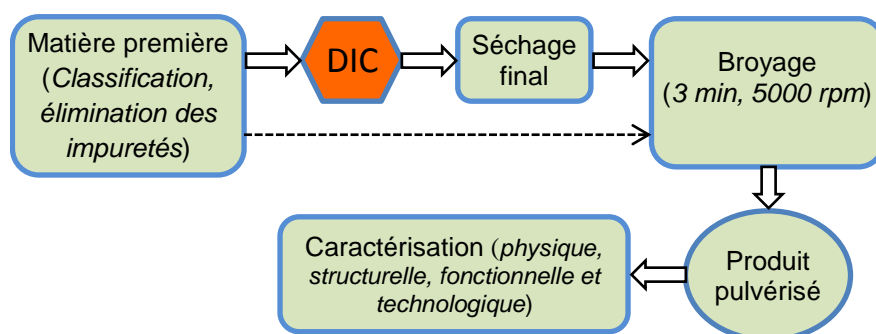 Matière première
(Classification,
élimination des
impuretés)
DIC
Séchage
final
Broyage
(3 min, 5000 rpm)
Caractérisation (physique,
structurelle, fonctionnelle et
technologique)
Produit
pulvérisé